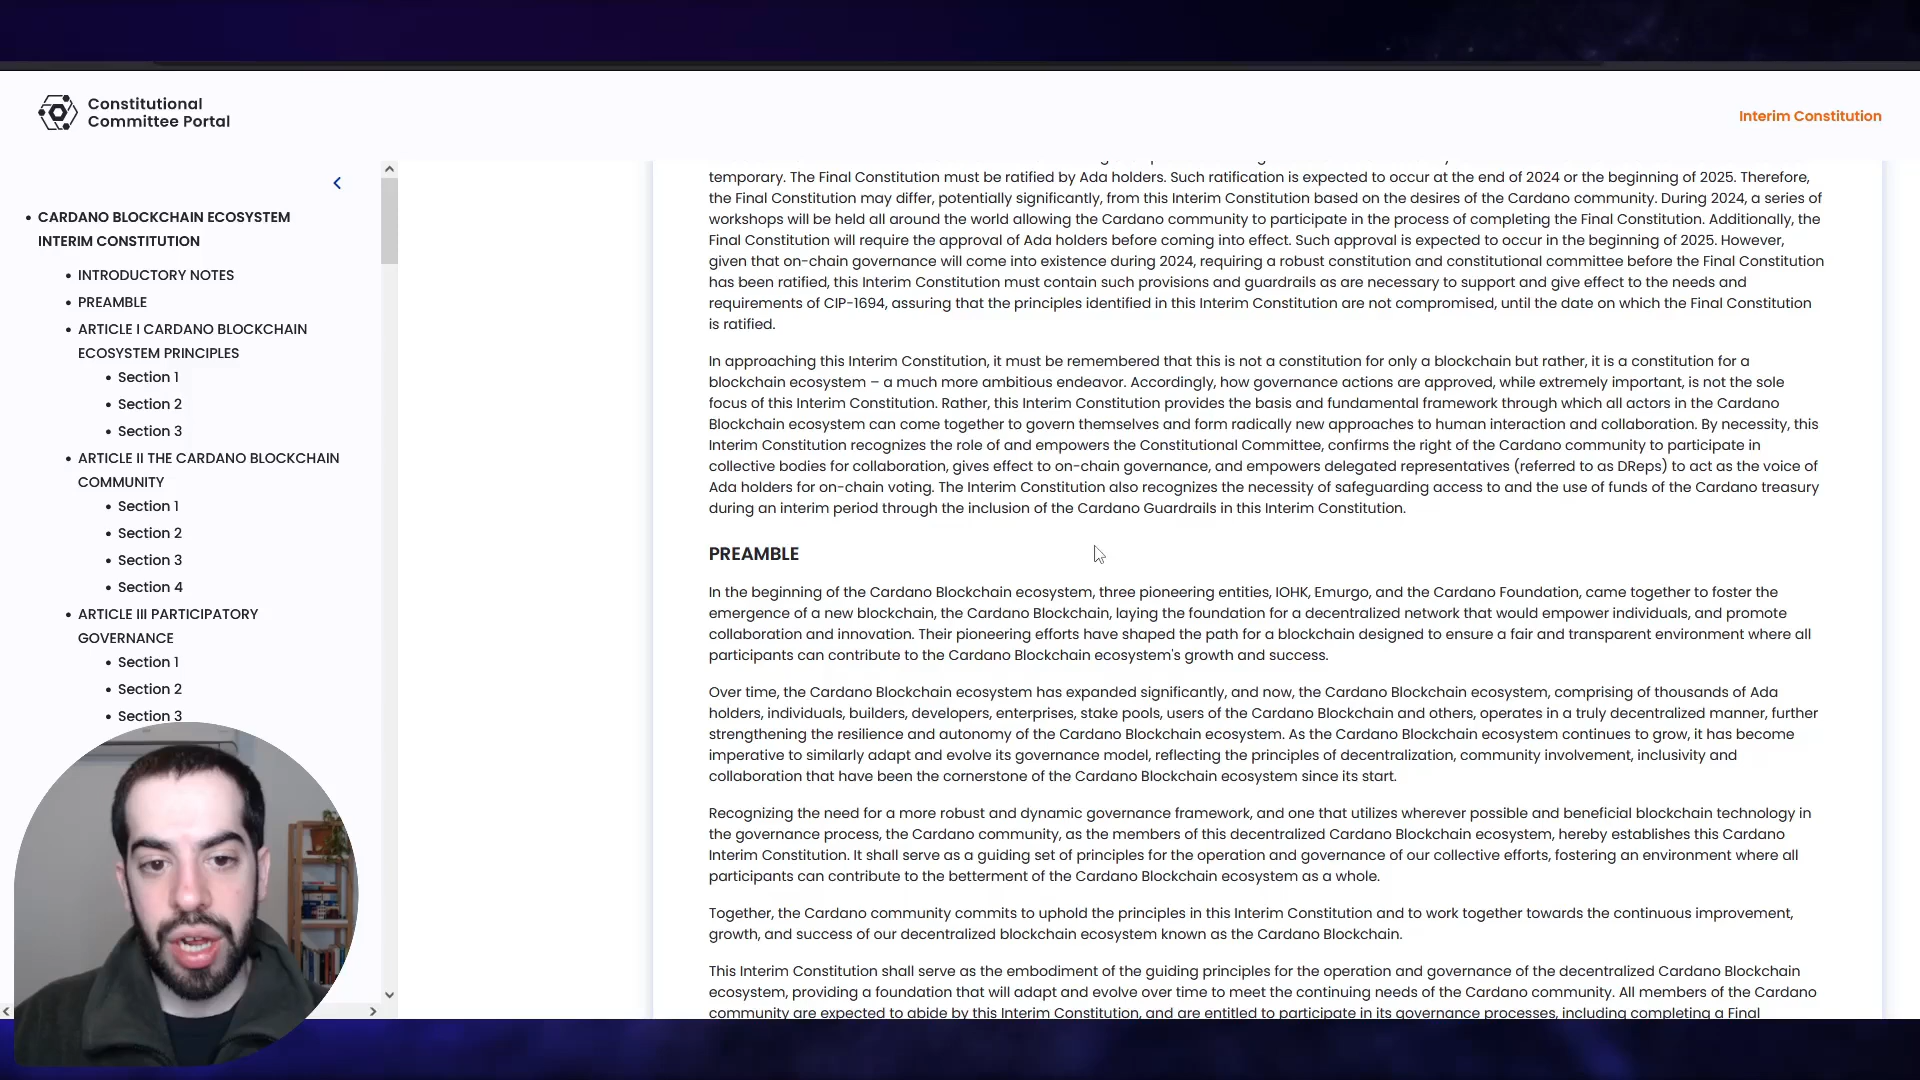 Constitutional
Committee Portal
Interim Constitution
CARDANO BLOCKCHAIN ECOSYSTEM
INTERIM CONSTITUTION
INTRODUCTORY NOTES
PREAMBLE
ARTICLE I CARDANO BLOCKCHAIN
ECOSYSTEM PRINCIPLES
Section 1
Section 2
Section 3
ARTICLE II THE CARDANO BLOCKCHAIN
COMMUNITY
Section 1
Section 2
Section 3
Section 4
ARTICLE III PARTICIPATORY
GOVERNANCE
Section 1
Section 2
Section 3
temporary. The Final Constitution must be ratified by Ada holders. Such ratification is expected to occur at the end of 2024 or the beginning of 2025. Therefore,
the Final Constitution may differ, potentially significantly, from this Interim Constitution based on the desires of the Cardano community. During 2024, a series of
workshops will be held all around the world allowing the Cardano community to participate in the process of completing the Final Constitution. Additionally, the
Final Constitution will require the approval of Ada holders before coming into effect. Such approval is expected to occur in the beginning of 2025. However,
given that on-chain governance will come into existence during 2024, requiring a robust constitution and constitutional committee before the Final Constitution
has been ratified, this Interim Constitution must contain such provisions and guardrails as are necessary to support and give effect to the needs and
requirements of CIP-1694, assuring that the principles identified in this Interim Constitution are not compromised, until the date on which the Final Constitution
is ratified.
In approaching this Interim Constitution, it must be remembered that this is not a constitution for only a blockchain but rather, it is a constitution for a
blockchain ecosystem – a much more ambitious endeavor. Accordingly, how governance actions are approved, while extremely important, is not the sole
focus of this Interim Constitution. Rather, this Interim Constitution provides the basis and fundamental framework through which all actors in the Cardano
Blockchain ecosystem can come together to govern themselves and form radically new approaches to human interaction and collaboration. By necessity, this
Interim Constitution recognizes the role of and empowers the Constitutional Committee, confirms the right of the Cardano community to participate in
collective bodies for collaboration, gives effect to on-chain governance, and empowers delegated representatives (referred to as DReps) to act as the voice of
Ada holders for on-chain voting. The Interim Constitution also recognizes the necessity of safeguarding access to and the use of funds of the Cardano treasury
during an interim period through the inclusion of the Cardano Guardrails in this Interim Constitution.
PREAMBLE
In the beginning of the Cardano Blockchain ecosystem, three pioneering entities, IOHK, Emurgo, and the Cardano Foundation, came together to foster the
emergence of a new blockchain, the Cardano Blockchain, laying the foundation for a decentralized network that would empower individuals, and promote
collaboration and innovation. Their pioneering efforts have shaped the path for a blockchain designed to ensure a fair and transparent environment where all
participants can contribute to the Cardano Blockchain ecosystem's growth and success.
Over time, the Cardano Blockchain ecosystem has expanded significantly, and now, the Cardano Blockchain ecosystem, comprising of thousands of Ada
holders, individuals, builders, developers, enterprises, stake pools, users of the Cardano Blockchain and others, operates in a truly decentralized manner, further
strengthening the resilience and autonomy of the Cardano Blockchain ecosystem. As the Cardano Blockchain ecosystem continues to grow, it has become
imperative to similarly adapt and evolve its governance model, reflecting the principles of decentralization, community involvement, inclusivity and
collaboration that have been the cornerstone of the Cardano Blockchain ecosystem since its start.
Recognizing the need for a more robust and dynamic governance framework, and one that utilizes wherever possible and beneficial blockchain technology in
the governance process, the Cardano community, as the members of this decentralized Cardano Blockchain ecosystem, hereby establishes this Cardano
Interim Constitution. It shall serve as a guiding set of principles for the operation and governance of our collective efforts, fostering an environment where all
participants can contribute to the betterment of the Cardano Blockchain ecosystem as a whole.
Together, the Cardano community commits to uphold the principles in this Interim Constitution and to work together towards the continuous improvement,
growth, and success of our decentralized blockchain ecosystem known as the Cardano Blockchain.
This Interim Constitution shall serve as the embodiment of the guiding principles for the operation and governance of the decentralized Cardano Blockchain
ecosystem, providing a foundation that will adapt and evolve over time to meet the continuing needs of the Cardano community. All members of the Cardano
community are expected to abide by this Interim Constitution, and are entitled to participate in its governance processes, including completing a Final